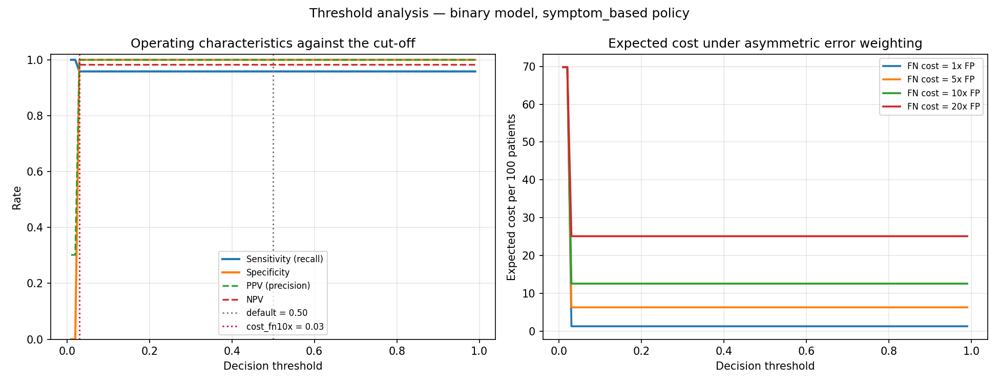 Threshold analysis — binary model, symptom_based policy
Operating characteristics against the cut-off
1.0
0.8
0.6
0.4
0.2
0.0
Rate
Sensitivity (recall)
Specificity
PPV (precision)
NPV
default = 0.50
cost_fn10x = 0.03
0.0 0.2 0.4 0.6 0.8 1.0
Decision threshold
Expected cost under asymmetric error weighting
70
60
50
40
30
20
10
0
Expected cost per 100 patients
FN cost = 1x FP
FN cost = 5x FP
FN cost = 10x FP
FN cost = 20x FP
0.0 0.2 0.4 0.6 0.8 1.0
Decision threshold